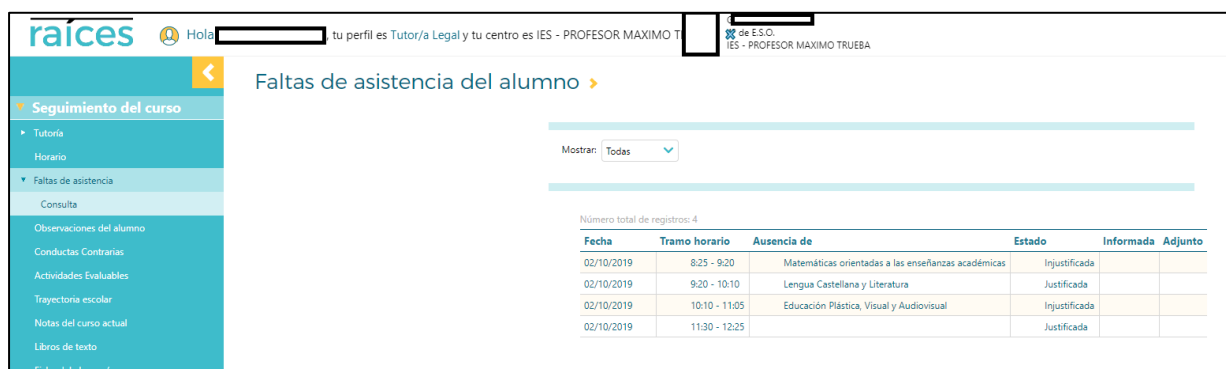 raíces
Hola , tu perfil es Tutor/a Legal y tu centro es IES - PROFESOR MAXIMO
de E.S.O.
IES - PROFESOR MAXIMO TRUEBA
Faltas de asistencia del alumno
Seguimiento del curso
Tutoría
Horario
Faltas de asistencia
Consulta
Observaciones del alumno
Conductas Contrarias
Actividades Evaluables
Trayectoria escolar
Notas del curso actual
Libros de texto
Mostrar: Todas
Número total de registros: 4
Fecha Tramo horario Ausencia de Estado Informada Adjunto
02/10/2019 8:25 - 9:20 Matemáticas orientadas a las enseñanzas académicas Injustificada
02/10/2019 9:20 - 10:10 Lengua Castellana y Literatura Justificada
02/10/2019 10:10 - 11:05 Educación Plástica, Visual y Audiovisual Injustificada
02/10/2019 11:30 - 12:25 Justificada